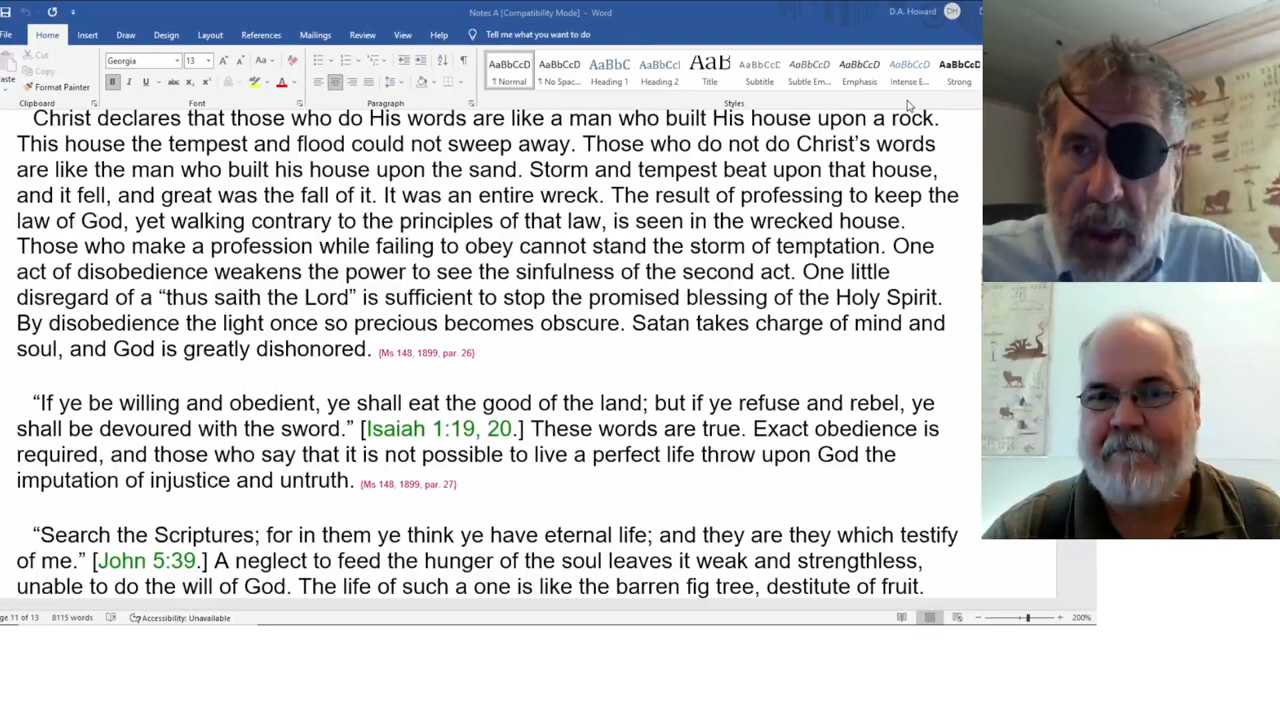 Notes A [Compatibility Mode] - Word
D.A. Howard
DH
File Home Insert Draw Design Layout References Mailings Review View Help Tell me what you want to do
Cut
Copy
Paste
Format Painter
Clipboard
Georgia 13
Font
Paragraph
AaBbCcD AaBbCcD AaBbC AaBbCcl AaB AaBbCcD AaBbCcD AaBbCcD AaBbCcD AaBbCcD
¶ Normal ¶ No Spac... Heading 1 Heading 2 Title Subtitle Subtle Em... Emphasis Intense E... Strong
Styles
Christ declares that those who do His words are like a man who built His house upon a rock.
This house the tempest and flood could not sweep away. Those who do not do Christ’s words
are like the man who built his house upon the sand. Storm and tempest beat upon that house,
and it fell, and great was the fall of it. It was an entire wreck. The result of professing to keep the
law of God, yet walking contrary to the principles of that law, is seen in the wrecked house.
Those who make a profession while failing to obey cannot stand the storm of temptation. One
act of disobedience weakens the power to see the sinfulness of the second act. One little
disregard of a “thus saith the Lord” is sufficient to stop the promised blessing of the Holy Spirit.
By disobedience the light once so precious becomes obscure. Satan takes charge of mind and
soul, and God is greatly dishonored. {Ms 148, 1899, par. 26}
“If ye be willing and obedient, ye shall eat the good of the land; but if ye refuse and rebel, ye
shall be devoured with the sword.” [Isaiah 1:19, 20.] These words are true. Exact obedience is
required, and those who say that it is not possible to live a perfect life throw upon God the
imputation of injustice and untruth. {Ms 148, 1899, par. 27}
“Search the Scriptures; for in them ye think ye have eternal life; and they are they which testify
of me.” [John 5:39.] A neglect to feed the hunger of the soul leaves it weak and strengthless,
unable to do the will of God. The life of such a one is like the barren fig tree, destitute of fruit.
age 11 of 13 8115 words Accessibility: Unavailable 200%